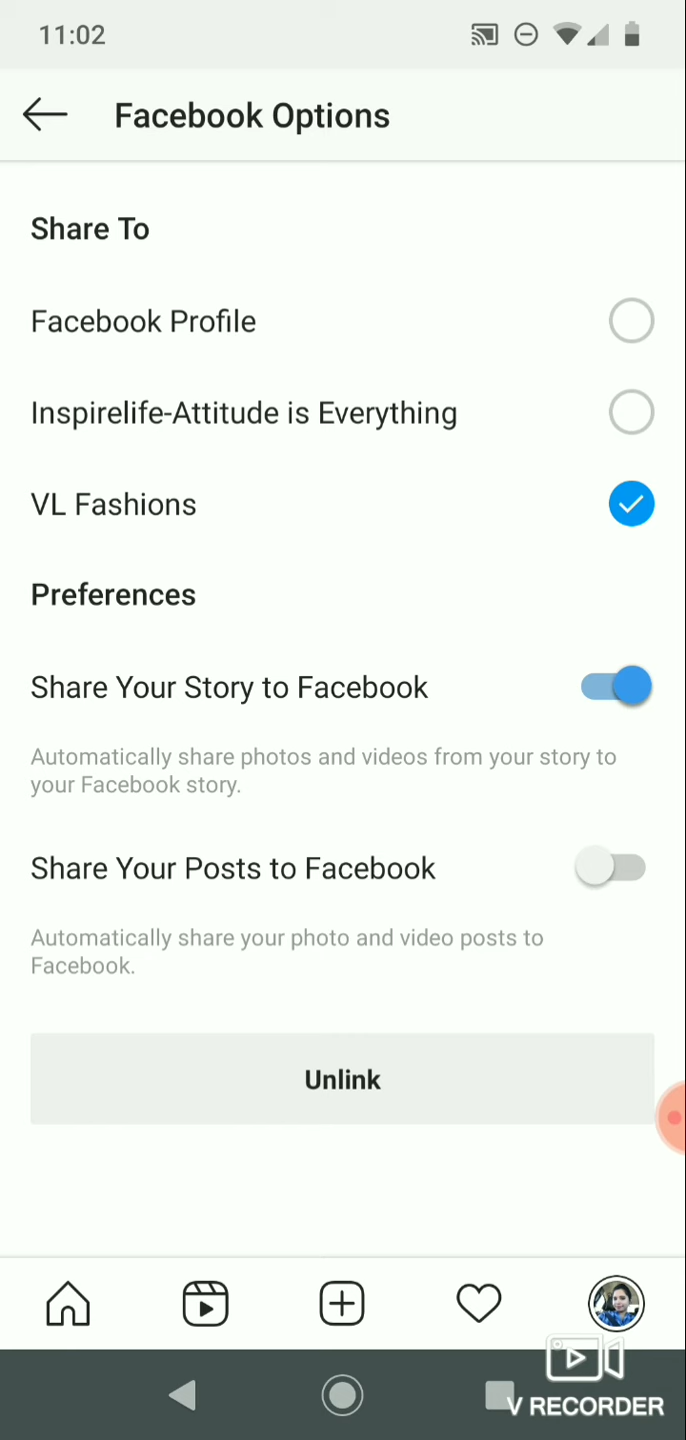 11:02
Facebook Options
Share To
Facebook Profile
Inspirelife-Attitude is Everything
VL Fashions
Preferences
Share Your Story to Facebook
Automatically share photos and videos from your story to
your Facebook story.
Share Your Posts to Facebook
Automatically share your photo and video posts to
Facebook.
Unlink
V RECORDER